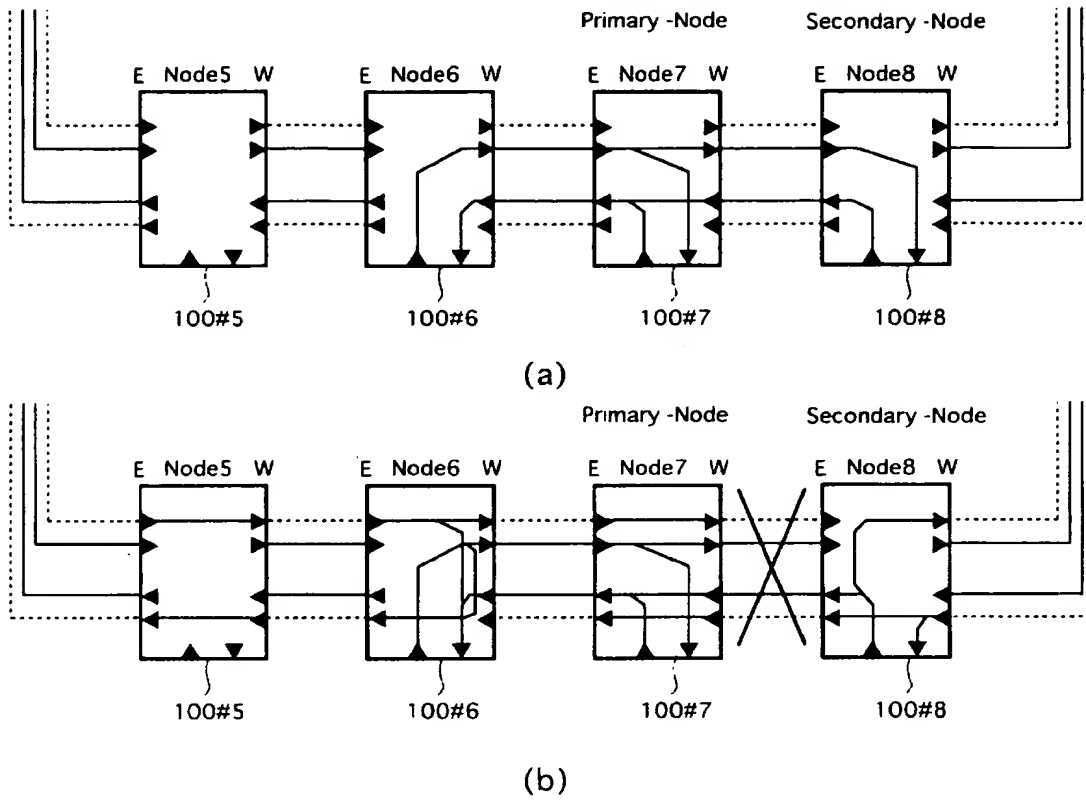 Primary -Node Secondary -Node
E Node5 W E Node6 W E Node7 W E Node8 W
100#5 100#6 100#7 100#8
(a)
Primary -Node Secondary -Node
E Node5 W E Node6 W E Node7 W E Node8 W
100#5 100#6 100#7 100#8
(b)